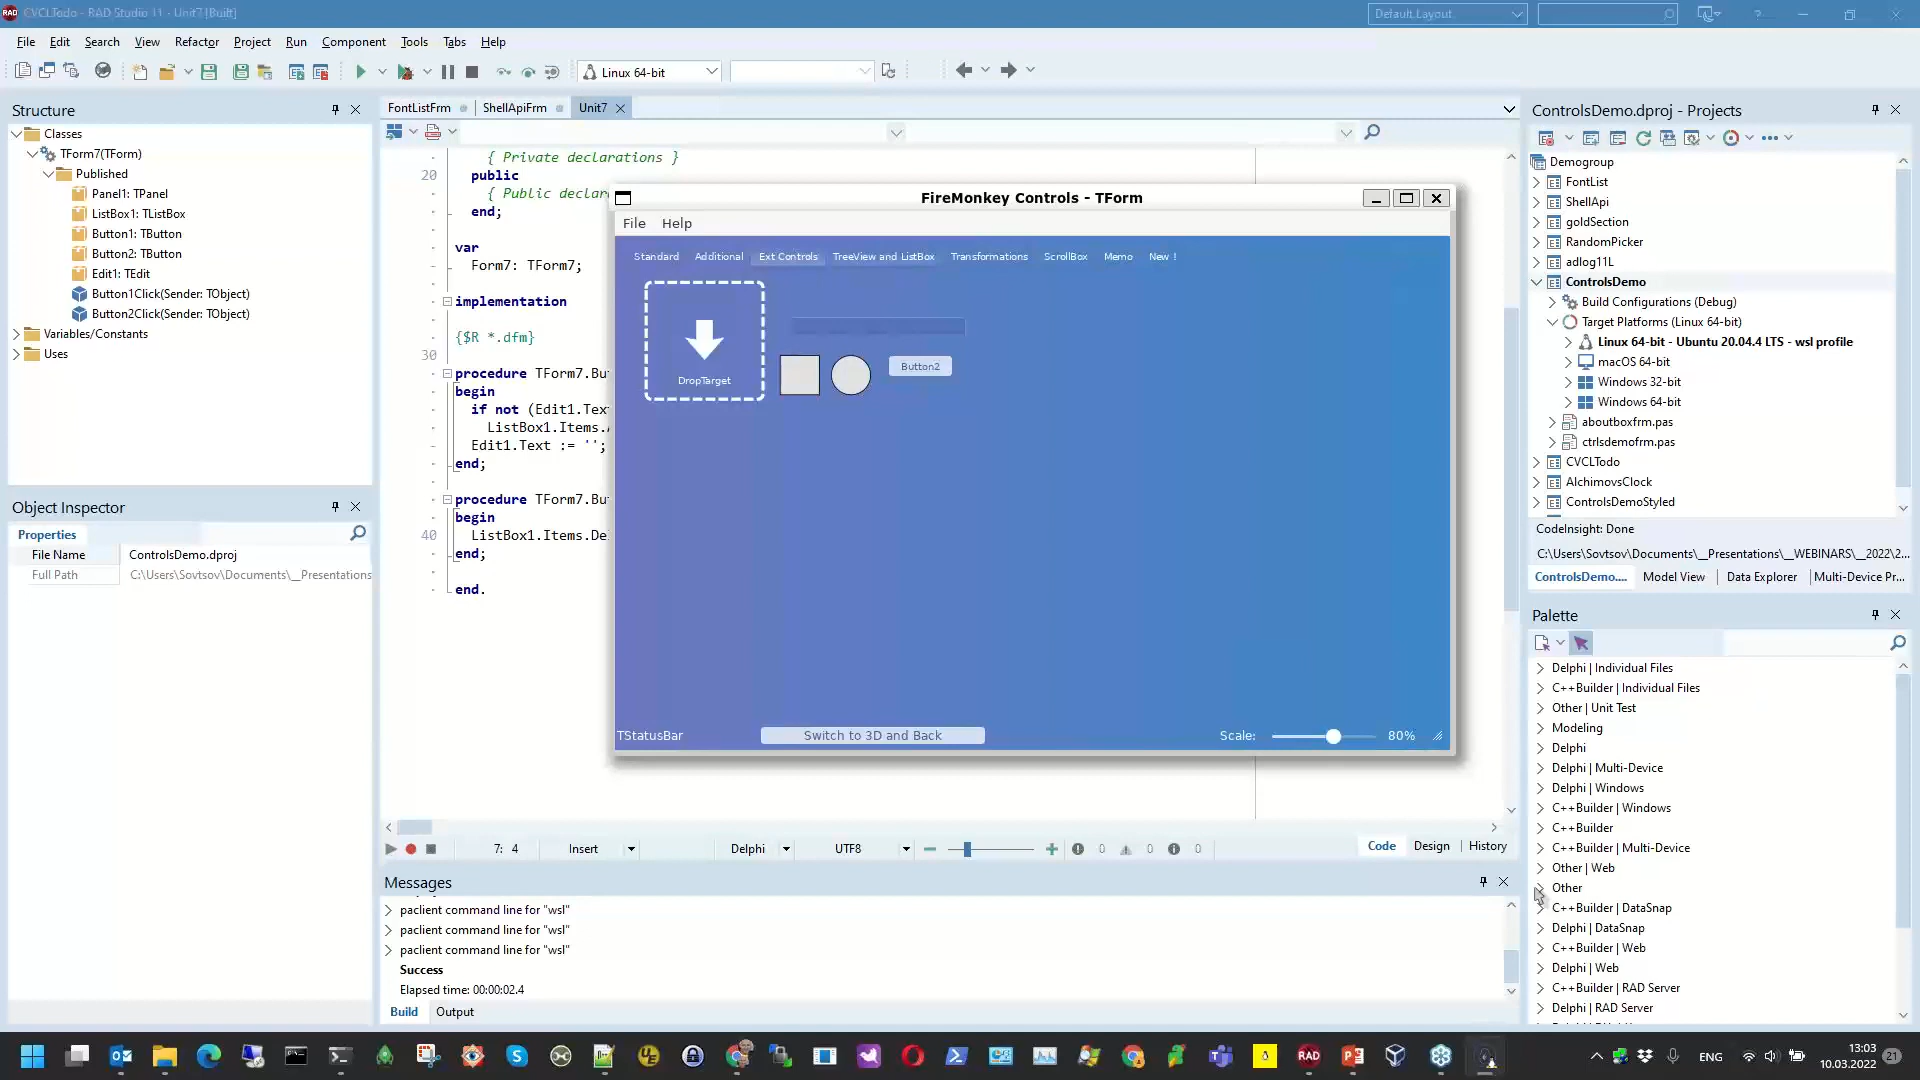 CVCLTodo - RAD Studio 11 - Unit7 [Built]
Default Layout
File Edit Search View Refactor Project Run Component Tools Tabs Help
Linux 64-bit
Structure
Classes
TForm7(TForm)
Published
Panel1: TPanel
ListBox1: TListBox
Button1: TButton
Button2: TButton
Edit1: TEdit
Button1Click(Sender: TObject)
Button2Click(Sender: TObject)
Variables/Constants
Uses
Object Inspector
Properties
File Name ControlsDemo.dproj
Full Path C:\Users\Sovtsov\Documents\__Presentations
FontListFrm ShellApiFrm Unit7
{ Private declarations }
20 public
{ Public declar
end;
var
Form7: TForm7;
implementation
{$R *.dfm}
30
procedure TForm7.Bu
begin
if not (Edit1.Tex
ListBox1.Items.
Edit1.Text := '';
end;
procedure TForm7.Bu
begin
40 ListBox1.Items.De
end;
end.
FireMonkey Controls - TForm
File Help
Standard Additional Ext Controls TreeView and ListBox Transformations ScrollBox Memo New !
DropTarget
Button2
TStatusBar Switch to 3D and Back Scale: 80%
7: 4 Insert Delphi UTF8 0 0 0 Code Design History
Messages
paclient command line for "wsl"
paclient command line for "wsl"
paclient command line for "wsl"
Success
Elapsed time: 00:00:02.4
Build Output
ControlsDemo.dproj - Projects
Demogroup
FontList
ShellApi
goldSection
RandomPicker
adlog11L
ControlsDemo
Build Configurations (Debug)
Target Platforms (Linux 64-bit)
Linux 64-bit - Ubuntu 20.04.4 LTS - wsl profile
macOS 64-bit
Windows 32-bit
Windows 64-bit
aboutboxfrm.pas
ctrlsdemofrm.pas
CVCLTodo
AlchimovsClock
ControlsDemoStyled
CodeInsight: Done
C:\Users\Sovtsov\Documents\__Presentations\__WEBINARS\__2022\2...
ControlsDemo.... Model View Data Explorer Multi-Device Pr...
Palette
Delphi | Individual Files
C++Builder | Individual Files
Other | Unit Test
Modeling
Delphi
Delphi | Multi-Device
Delphi | Windows
C++Builder | Windows
C++Builder
C++Builder | Multi-Device
Other | Web
Other
C++Builder | DataSnap
Delphi | DataSnap
C++Builder | Web
Delphi | Web
C++Builder | RAD Server
Delphi | RAD Server
ENG 13:03
10.03.2022 21